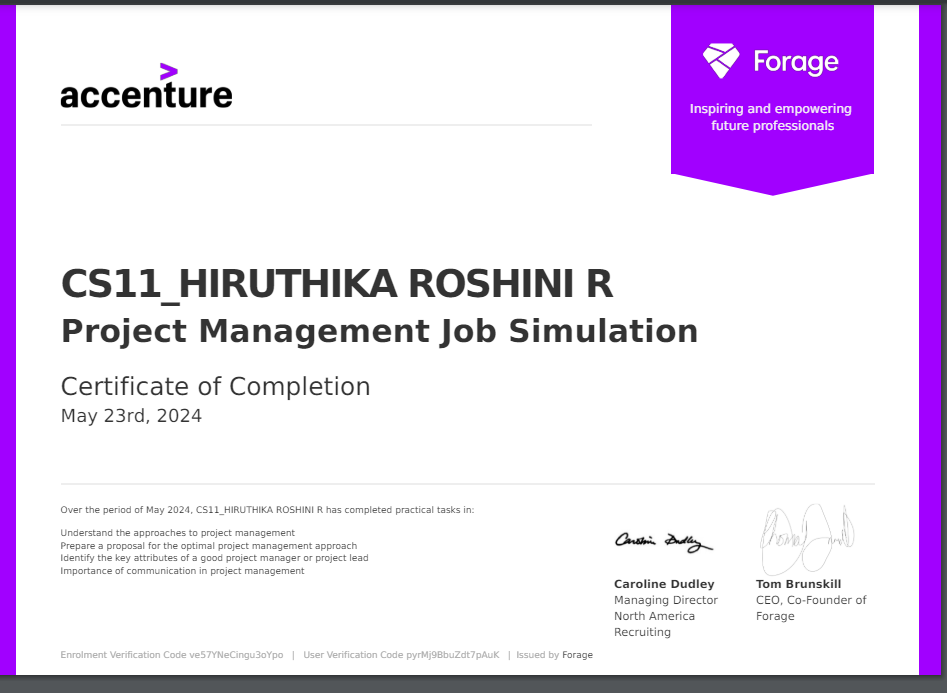 accenture
Forage
Inspiring and empowering
future professionals
CS11_HIRUTHIKA ROSHINI R
Project Management Job Simulation
Certificate of Completion
May 23rd, 2024
Over the period of May 2024, CS11_HIRUTHIKA ROSHINI R has completed practical tasks in:
Understand the approaches to project management
Prepare a proposal for the optimal project management approach
Identify the key attributes of a good project manager or project lead
Importance of communication in project management
Caroline Dudley
Caroline Dudley
Managing Director
North America
Recruiting
Tom Brunskill
CEO, Co-Founder of
Forage
Enrolment Verification Code ve57YNeCingu3oYpo | User Verification Code pyrMj9BbuZdt7pAuK | Issued by Forage